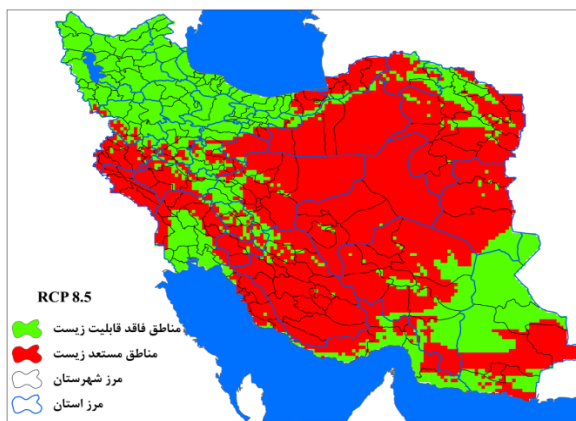 RCP 8.5
مناطق فاقد قابلیت زیست
مناطق مستعد زیست
مرز شهرستان
مرز استان